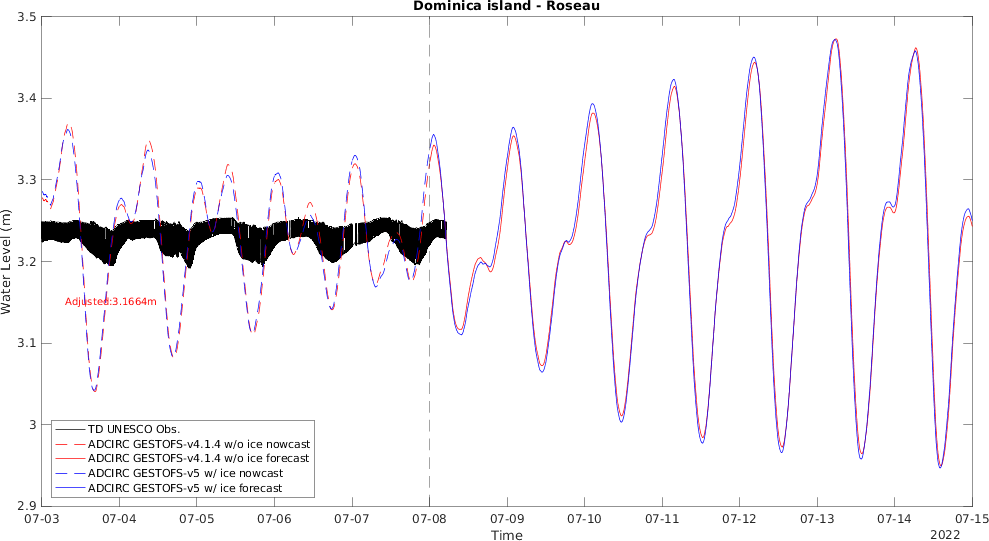 Dominica island - Roseau
3.5
3.4
3.3
3.2
3.1
3
2.9
Water Level (m)
Adjusted:3.1664m
TD UNESCO Obs.
ADCIRC GESTOFS-v4.1.4 w/o ice nowcast
ADCIRC GESTOFS-v4.1.4 w/o ice forecast
ADCIRC GESTOFS-v5 w/ ice nowcast
ADCIRC GESTOFS-v5 w/ ice forecast
07-03 07-04 07-05 07-06 07-07 07-08 07-09 07-10 07-11 07-12 07-13 07-14 07-15
Time
2022